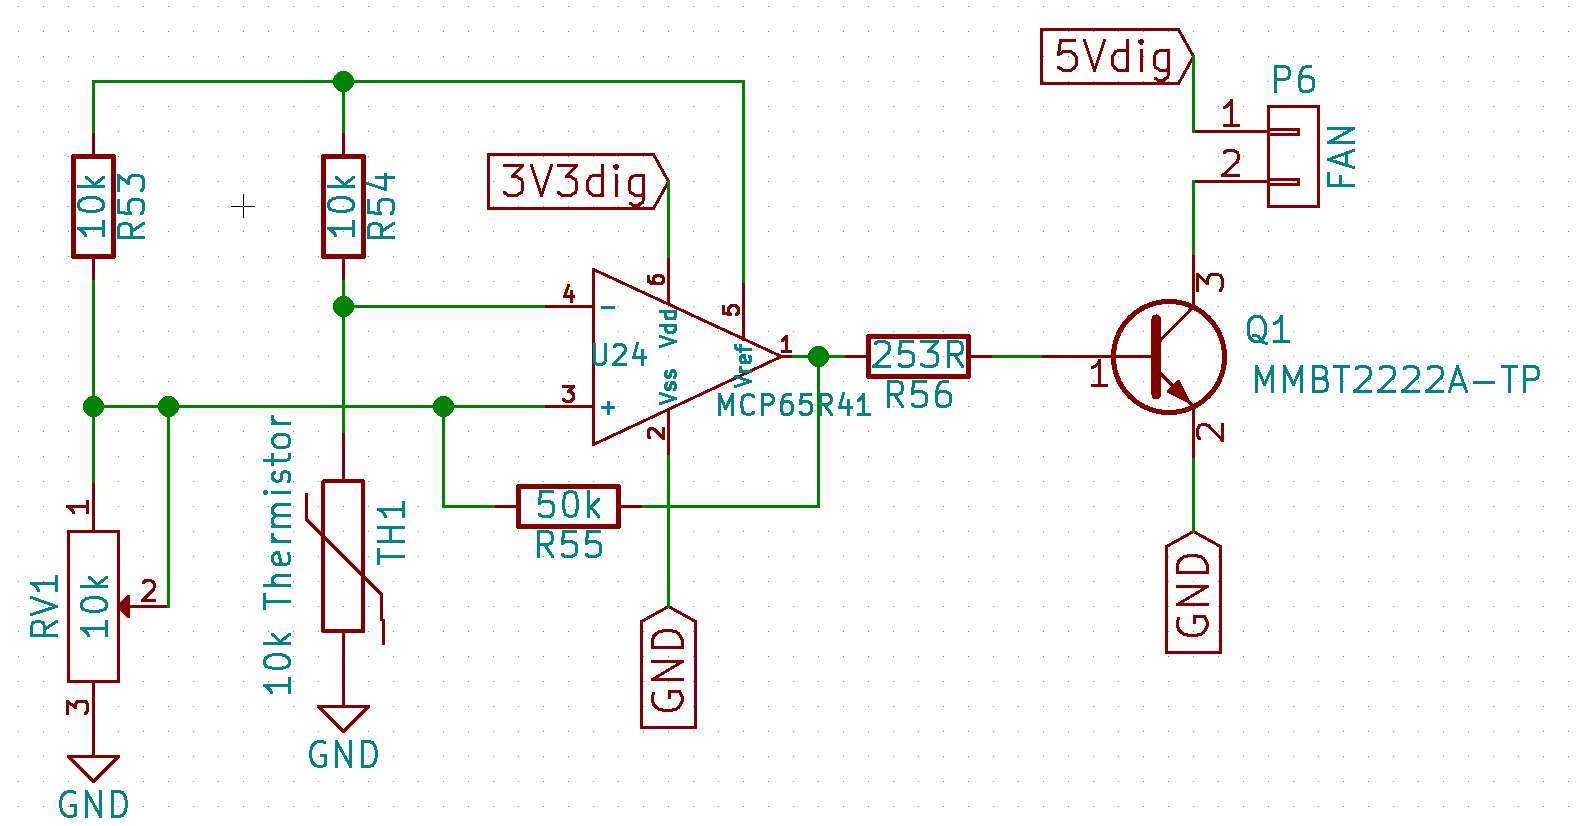 5Vdig
P6
1
2
FAN
10k
R53
10k
R54
3V3dig
6
5
4
-
Vdd
U24
Vss
Vref
1
3
+
2
MCP65R41
253R
R56
3
Q1
1
MMBT2222A-TP
2
50k
R55
1
RV1
10k
2
3
GND
10k Thermistor
TH1
GND
GND
GND